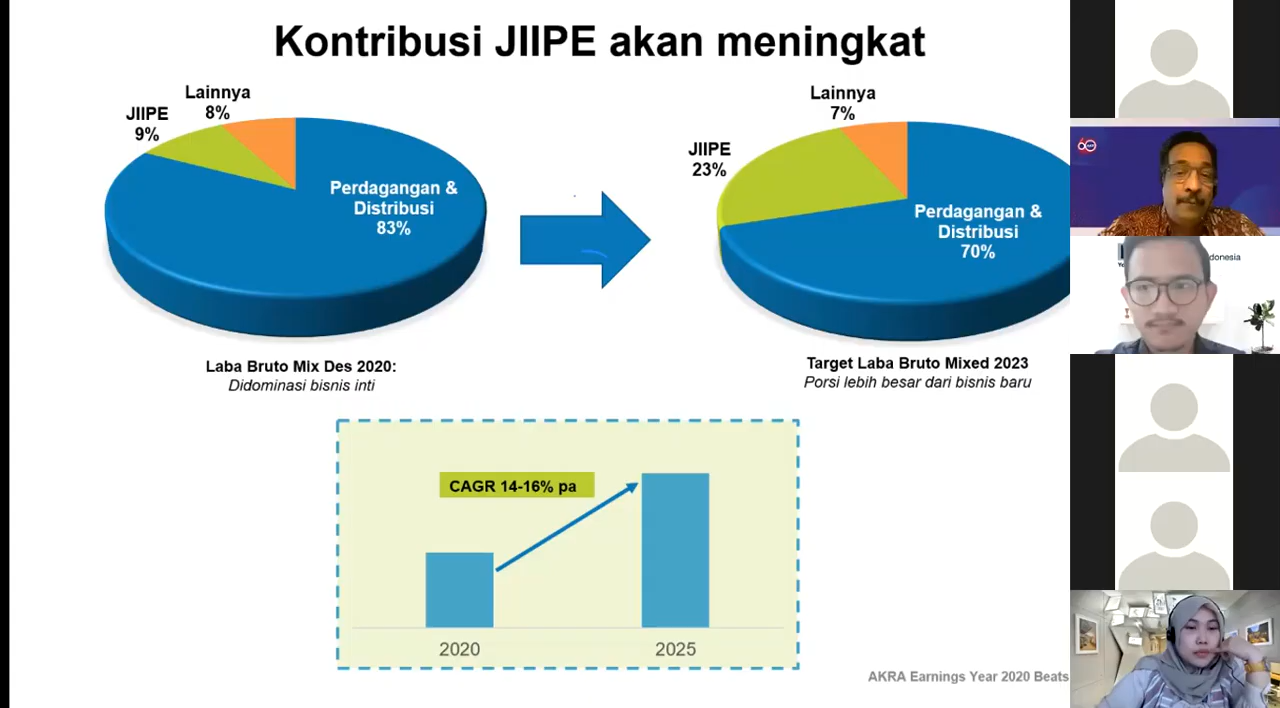 Kontribusi JIIPE akan meningkat
Lainnya
8%
JIIPE
9%
Perdagangan &
Distribusi
83%
Lainnya
7%
JIIPE
23%
Perdagangan &
Distribusi
70%
Laba Bruto Mix Des 2020:
Didominasi bisnis inti
Target Laba Bruto Mixed 2023
Porsi lebih besar dari bisnis baru
CAGR 14-16% pa
2020
2025
AKRA Earnings Year 2020 Beats